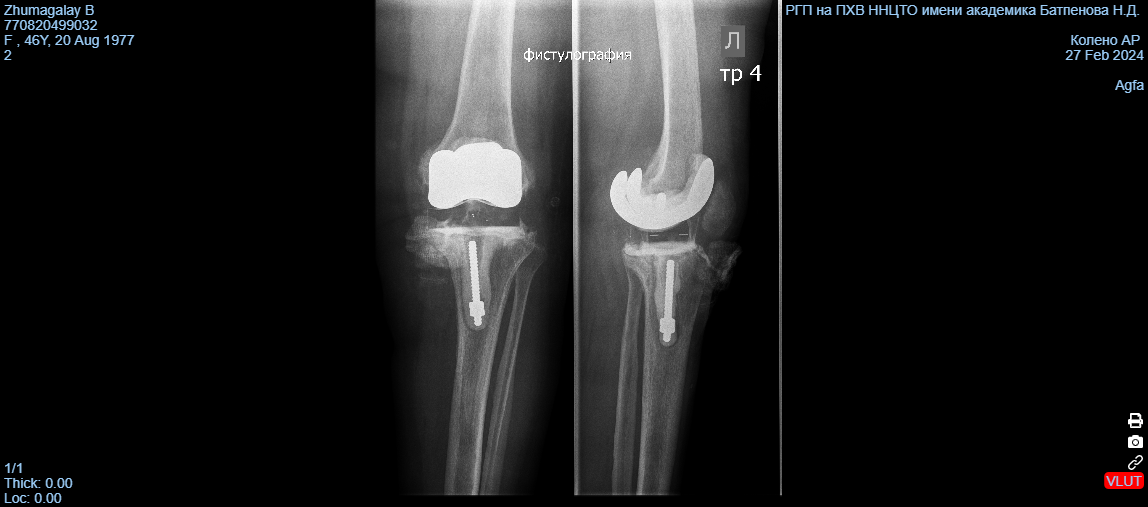 Zhumagalay B
770820499032
F , 46Y, 20 Aug 1977
2
РГП на ПХВ ННЦТО имени академика Батпенова Н.Д.
Колено AP
27 Feb 2024
Agfa
фистулография
Л
тр 4
1/1
Thick: 0.00
Loc: 0.00
VLUT